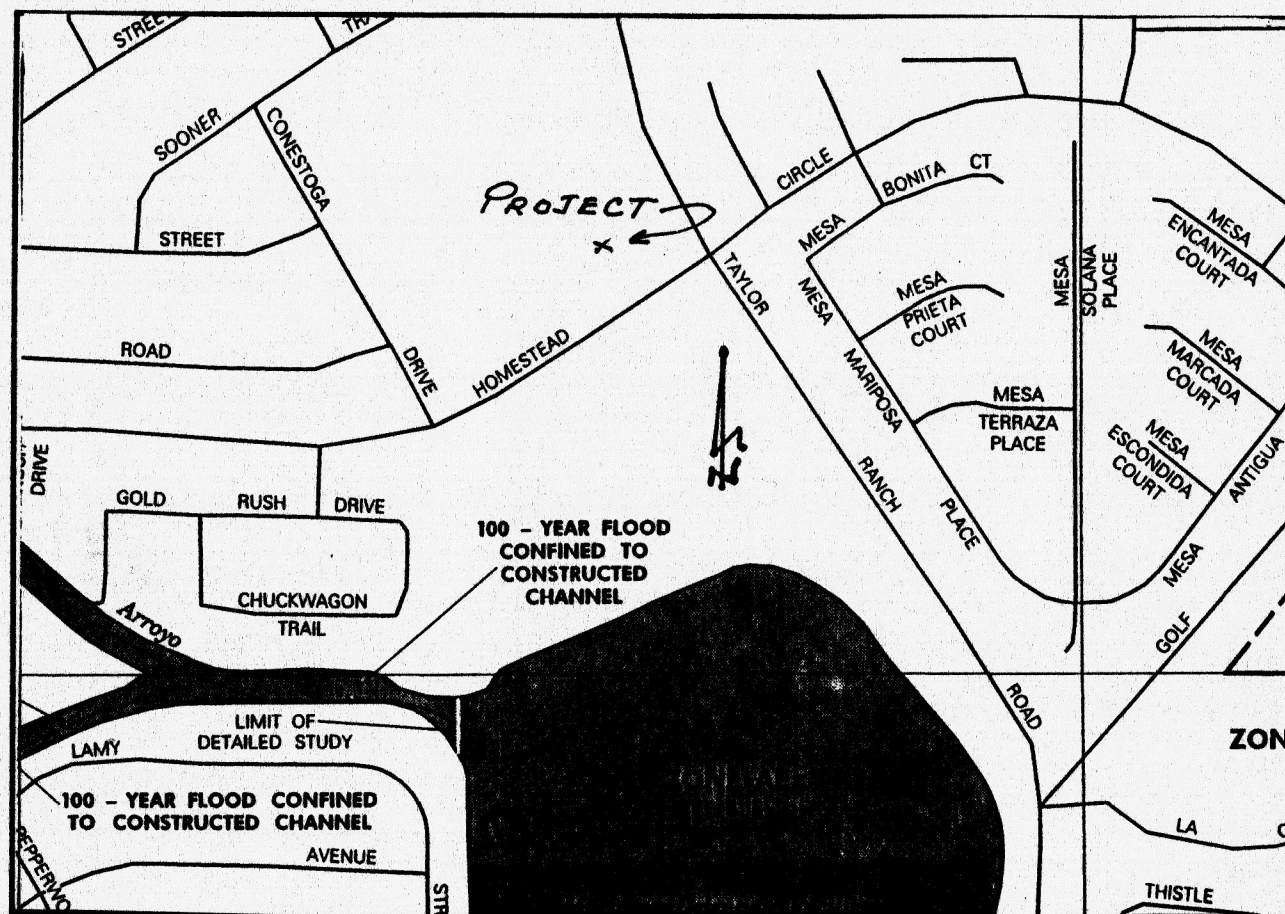 STREET
TRA
SOONER
CONESTOGA
STREET
PROJECT
x
CIRCLE
BONITA CT
MESA
MESA
ENCANTADA
COURT
TAYLOR
MESA
MESA
PRIETA
COURT
MESA
SOLANA
PLACE
ROAD
DRIVE
HOMESTEAD
MARIPOSA
MESA
MARCADA
COURT
MESA
TERRAZA
PLACE
MESA
ESCONDIDA
COURT
ANTIGUA
DRIVE
GOLD RUSH DRIVE
RANCH
PLACE
100 – YEAR FLOOD
CONFINED TO
CONSTRUCTED
CHANNEL
MESA
CHUCKWAGON
TRAIL
Arroyo
GOLF
ROAD
LIMIT OF
DETAILED STUDY
LAMY
ZON
100 – YEAR FLOOD CONFINED
TO CONSTRUCTED CHANNEL
LA
AVENUE
PEPPERWO
STR
THISTLE